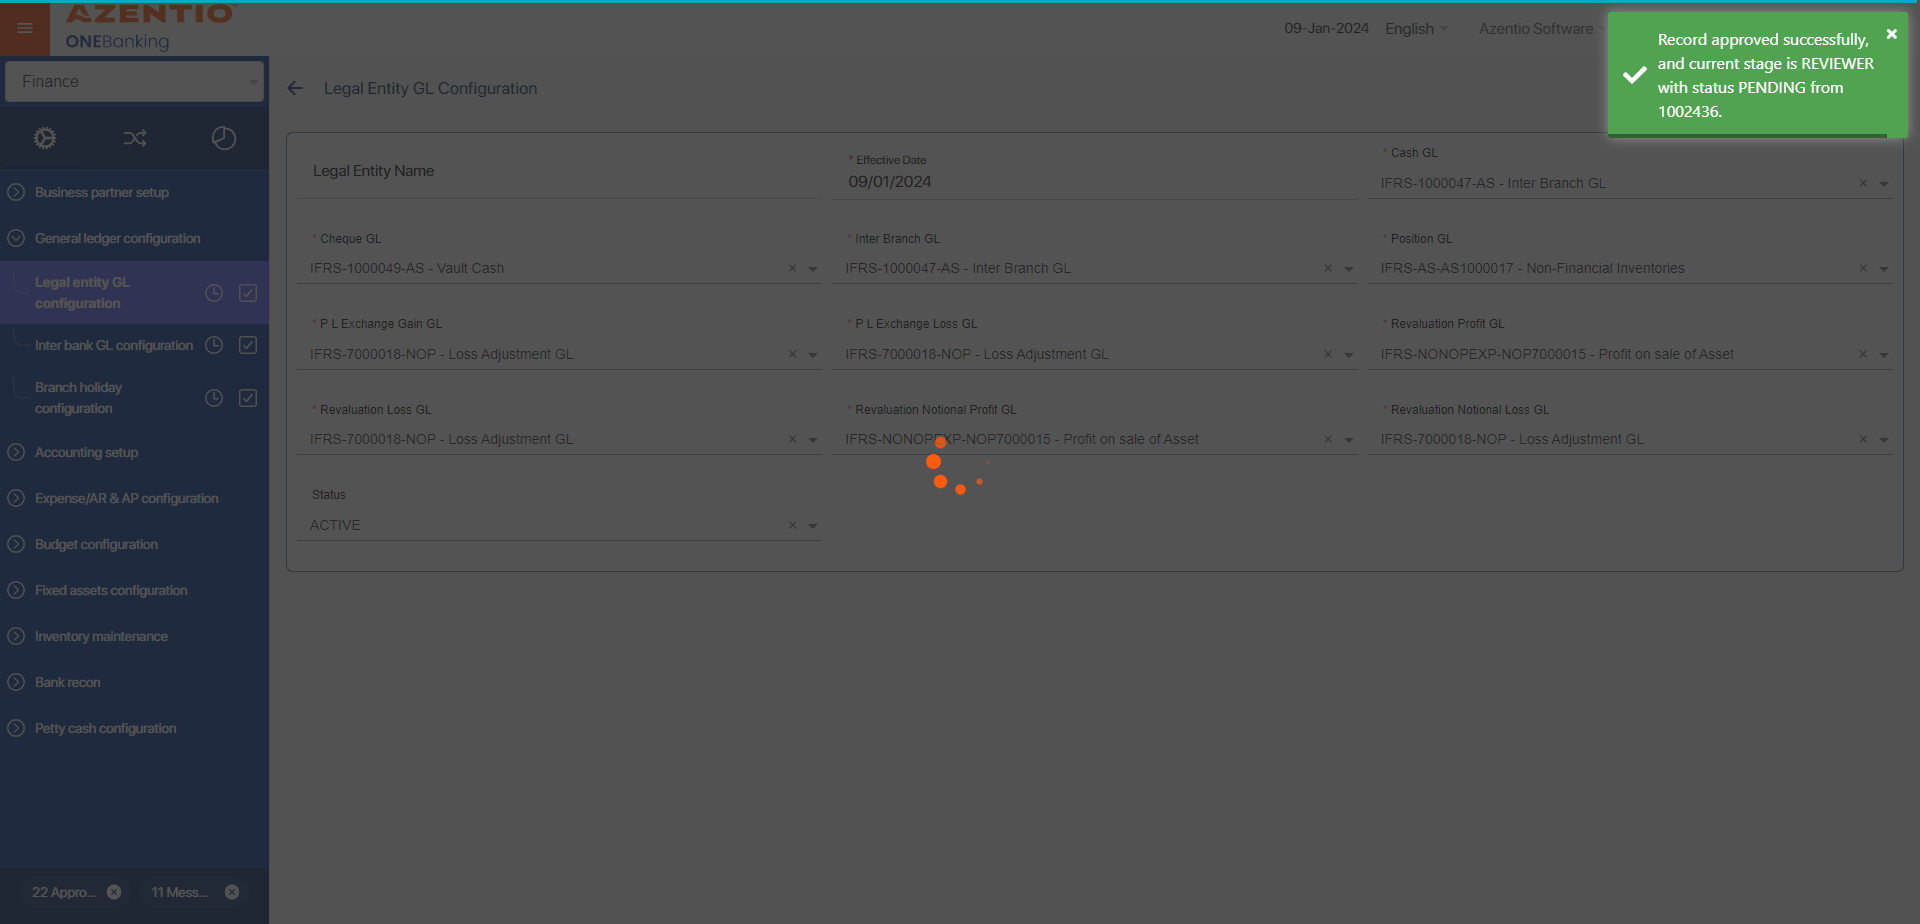 AZENTIO
ONEBanking
09-Jan-2024 English Azentio Software
Record approved successfully,
and current stage is REVIEWER
with status PENDING from
1002436.
Finance
Legal Entity GL Configuration
Business partner setup
General ledger configuration
Legal entity GL
configuration
Inter bank GL configuration
Branch holiday
configuration
Accounting setup
Expense/AR & AP configuration
Budget configuration
Fixed assets configuration
Inventory maintenance
Bank recon
Petty cash configuration
22 Appro...
11 Mess...
Legal Entity Name
* Effective Date
09/01/2024
* Cash GL
IFRS-1000047-AS - Inter Branch GL
* Cheque GL
IFRS-1000049-AS - Vault Cash
* Inter Branch GL
IFRS-1000047-AS - Inter Branch GL
* Position GL
IFRS-AS-AS1000017 - Non-Financial Inventories
* P L Exchange Gain GL
IFRS-7000018-NOP - Loss Adjustment GL
* P L Exchange Loss GL
IFRS-7000018-NOP - Loss Adjustment GL
* Revaluation Profit GL
IFRS-NONOPEXP-NOP7000015 - Profit on sale of Asset
* Revaluation Loss GL
IFRS-7000018-NOP - Loss Adjustment GL
* Revaluation Notional Profit GL
IFRS-NONOPEXP-NOP7000015 - Profit on sale of Asset
* Revaluation Notional Loss GL
IFRS-7000018-NOP - Loss Adjustment GL
Status
ACTIVE